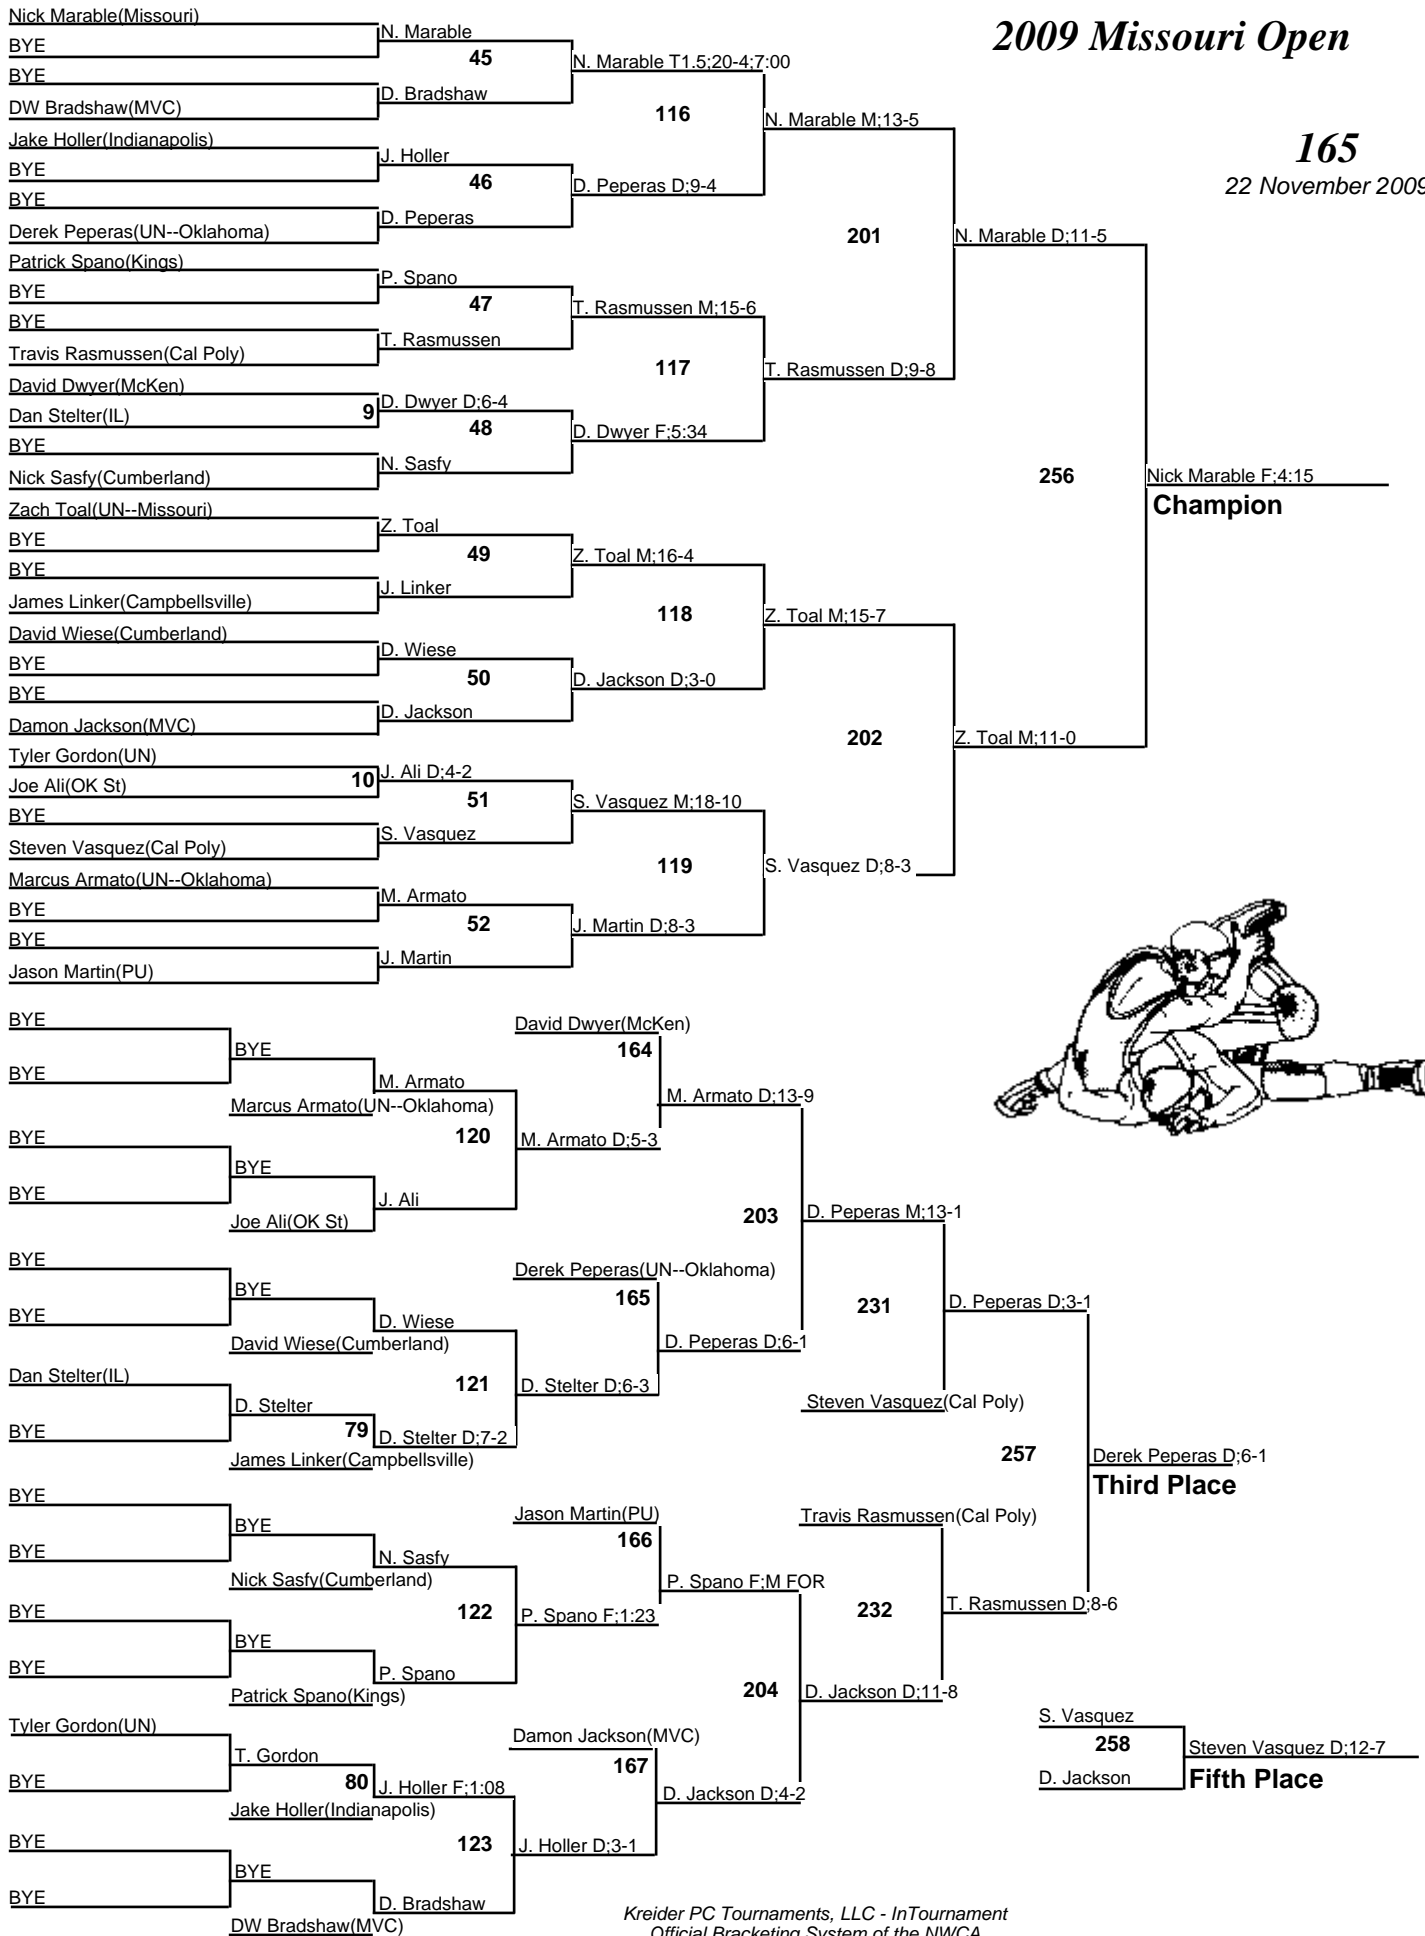 2009 Missouri Open
165
22 November 2009
Nick Marable(Missouri)
BYE
BYE
DW Bradshaw(MVC)
Jake Holler(Indianapolis)
BYE
BYE
Derek Peperas(UN--Oklahoma)
Patrick Spano(Kings)
BYE
BYE
Travis Rasmussen(Cal Poly)
David Dwyer(McKen)
Dan Stelter(IL)
9
BYE
Nick Sasfy(Cumberland)
Zach Toal(UN--Missouri)
BYE
BYE
James Linker(Campbellsville)
David Wiese(Cumberland)
BYE
BYE
Damon Jackson(MVC)
Tyler Gordon(UN)
Joe Ali(OK St)
10
BYE
Steven Vasquez(Cal Poly)
Marcus Armato(UN--Oklahoma)
BYE
BYE
Jason Martin(PU)
N. Marable
45
D. Bradshaw
J. Holler
46
D. Peperas
P. Spano
47
T. Rasmussen
D. Dwyer D;6-4
48
N. Sasfy
Z. Toal
49
J. Linker
D. Wiese
50
D. Jackson
J. Ali D;4-2
51
S. Vasquez
M. Armato
52
J. Martin
N. Marable T1.5;20-4;7:00
116
D. Peperas D;9-4
T. Rasmussen M;15-6
117
D. Dwyer F;5:34
Z. Toal M;16-4
118
D. Jackson D;3-0
S. Vasquez M;18-10
119
J. Martin D;8-3
N. Marable M;13-5
201
T. Rasmussen D;9-8
Z. Toal M;15-7
202
S. Vasquez D;8-3
N. Marable D;11-5
256
Z. Toal M;11-0
Nick Marable F;4:15
Champion
BYE
BYE
BYE
BYE
BYE
BYE
Dan Stelter(IL)
BYE
BYE
BYE
BYE
BYE
Tyler Gordon(UN)
BYE
BYE
BYE
BYE
Marcus Armato(UN--Oklahoma)
BYE
Joe Ali(OK St)
BYE
David Wiese(Cumberland)
D. Stelter
79
James Linker(Campbellsville)
BYE
Nick Sasfy(Cumberland)
BYE
Patrick Spano(Kings)
T. Gordon
80
Jake Holler(Indianapolis)
BYE
DW Bradshaw(MVC)
M. Armato
120
J. Ali
D. Wiese
121
D. Stelter D;7-2
N. Sasfy
122
P. Spano
J. Holler F;1:08
123
D. Bradshaw
David Dwyer(McKen)
164
M. Armato D;5-3
Derek Peperas(UN--Oklahoma)
165
D. Stelter D;6-3
Jason Martin(PU)
166
P. Spano F;1:23
Damon Jackson(MVC)
167
J. Holler D;3-1
M. Armato D;13-9
203
D. Peperas D;6-1
P. Spano F;M FOR
204
D. Jackson D;4-2
D. Peperas M;13-1
231
Steven Vasquez(Cal Poly)
Travis Rasmussen(Cal Poly)
232
D. Jackson D;11-8
D. Peperas D;3-1
257
T. Rasmussen D;8-6
Derek Peperas D;6-1
Third Place
S. Vasquez
258
D. Jackson
Steven Vasquez D;12-7
Fifth Place
Kreider PC Tournaments, LLC - InTournament
Official Bracketing System of the NWCA